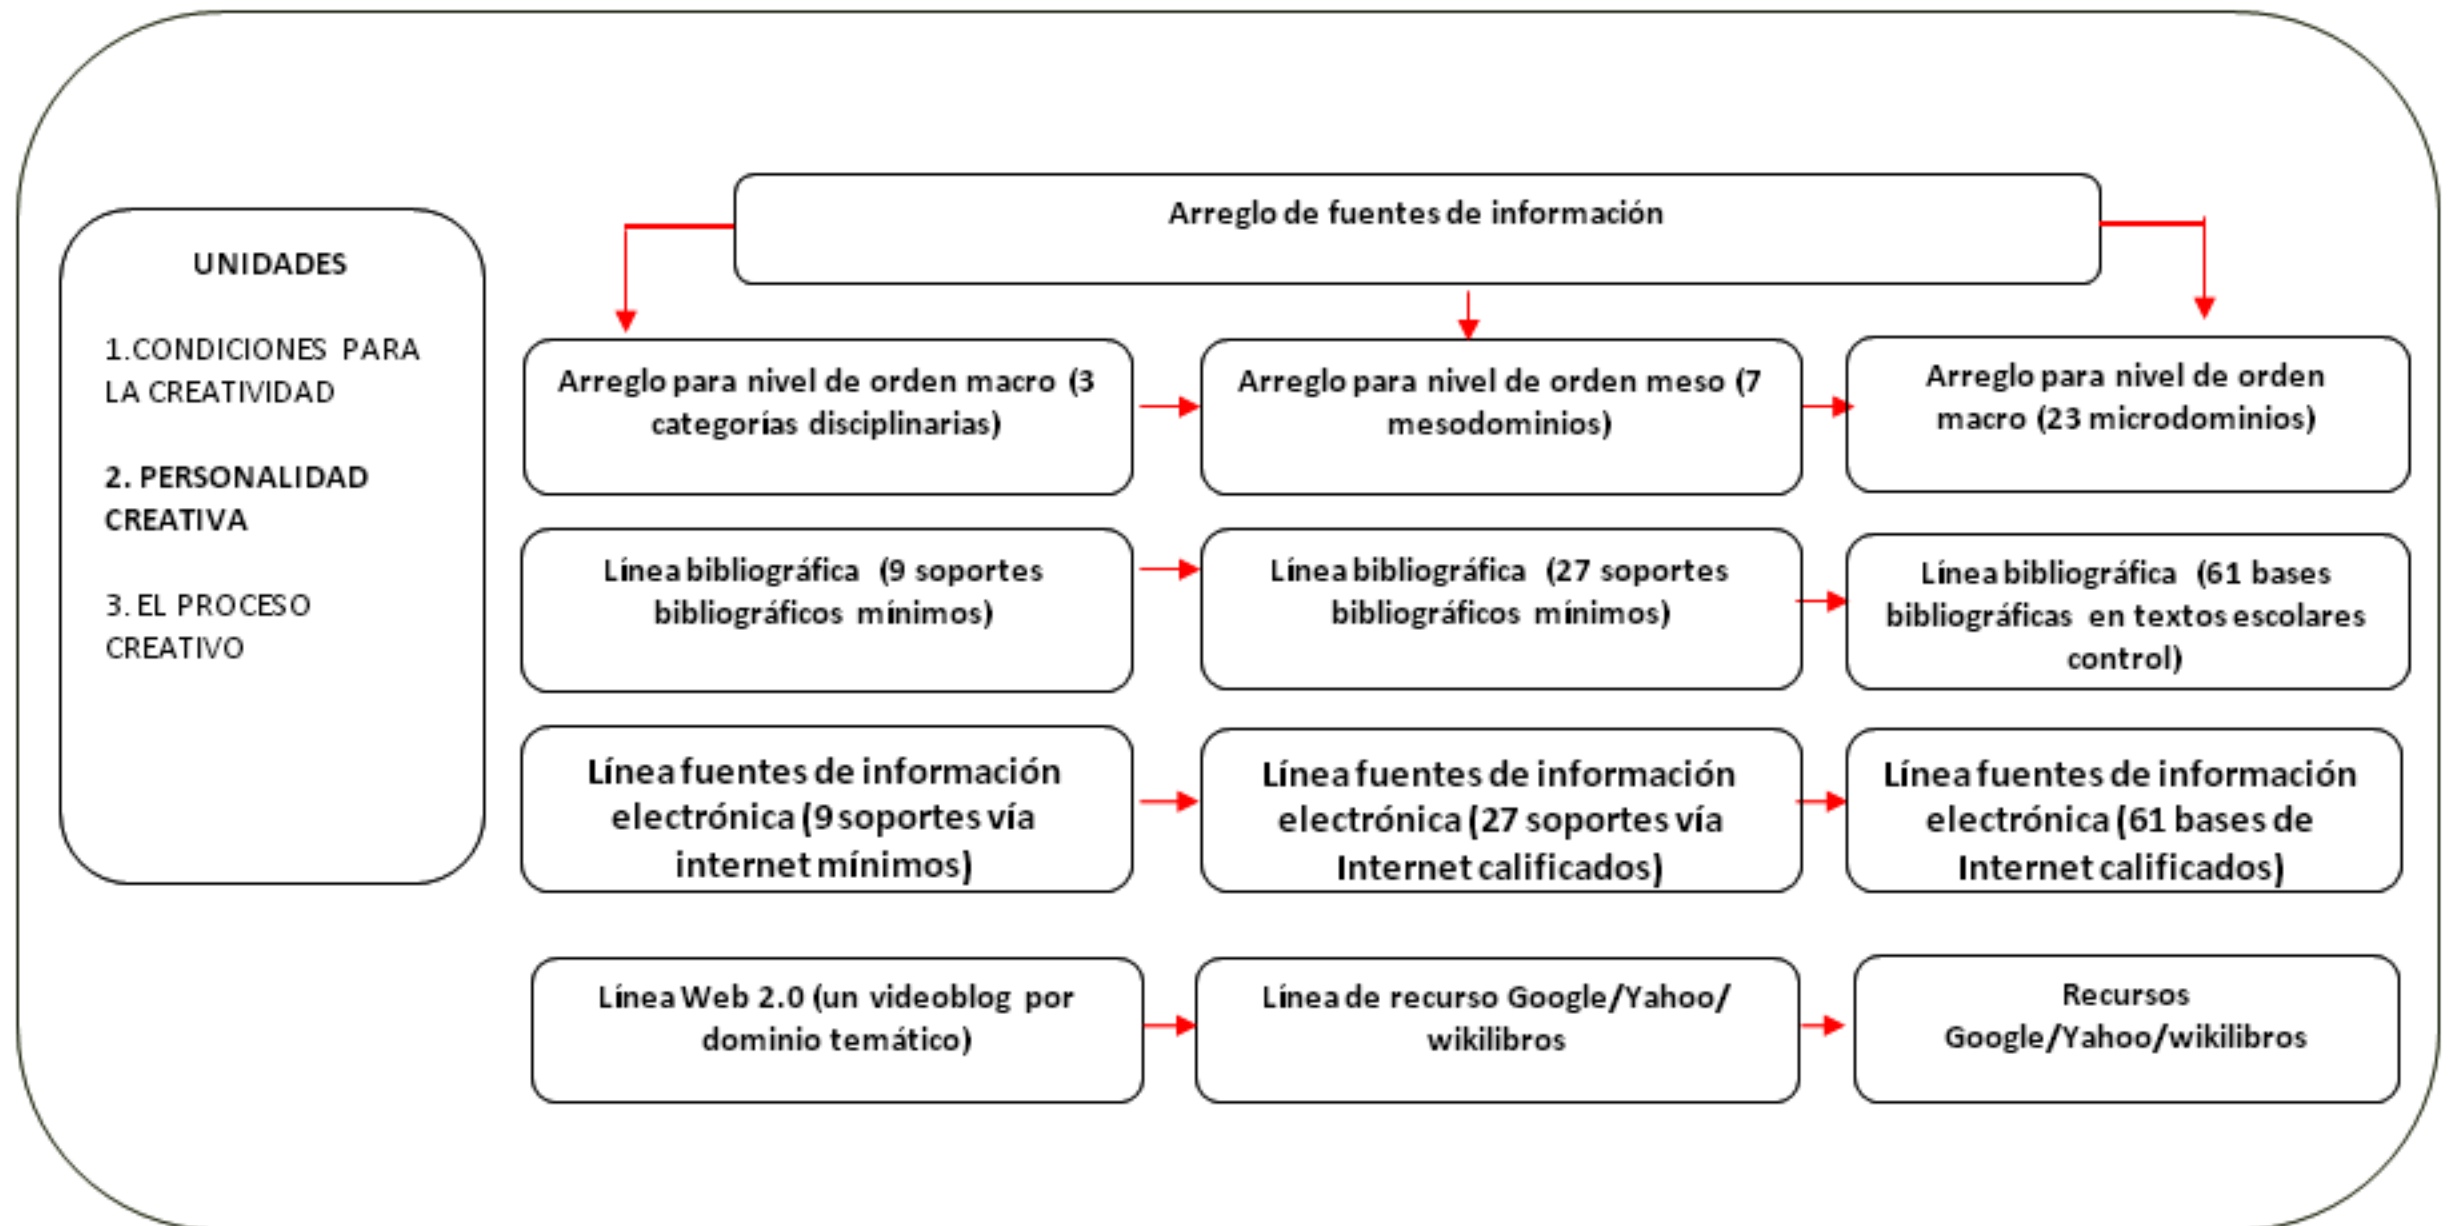 UNIDADES
1.CONDICIONES PARA
LA CREATIVIDAD
2. PERSONALIDAD
CREATIVA
3. EL PROCESO
CREATIVO
Arreglo de fuentes de información
Arreglo para nivel de orden macro (3
categorías disciplinarias)
Arreglo para nivel de orden meso (7
mesodominios)
Arreglo para nivel de orden
macro (23 microdominios)
Línea bibliográfica (9 soportes
bibliográficos mínimos)
Línea bibliográfica (27 soportes
bibliográficos mínimos)
Línea bibliográfica (61 bases
bibliográficas en textos escolares
control)
Línea fuentes de información
electrónica (9 soportes vía
internet mínimos)
Línea fuentes de información
electrónica (27 soportes vía
Internet calificados)
Línea fuentes de información
electrónica (61 bases de
Internet calificados)
Línea Web 2.0 (un videoblog por
dominio temático)
Línea de recurso Google/Yahoo/
wikilibros
Recursos
Google/Yahoo/wikilibros